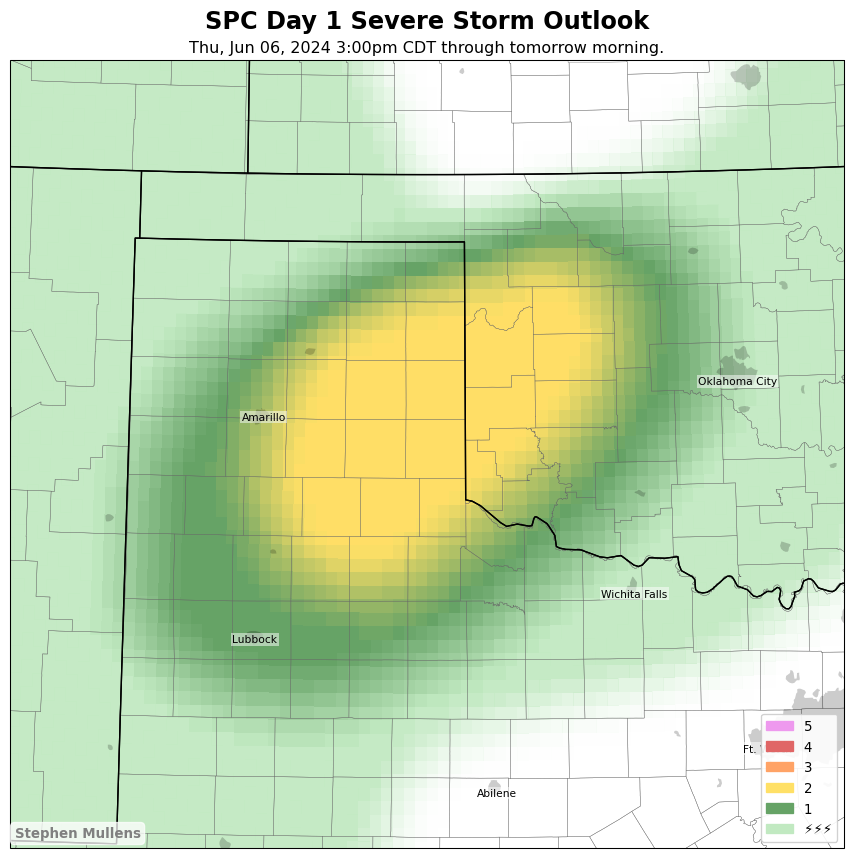 SPC Day 1 Severe Storm Outlook
Thu, Jun 06, 2024 3:00pm CDT through tomorrow morning.
Oklahoma City
Amarillo
Wichita Falls
Lubbock
Ft.
Abilene
5
4
3
2
1
⚡⚡⚡
Stephen Mullens